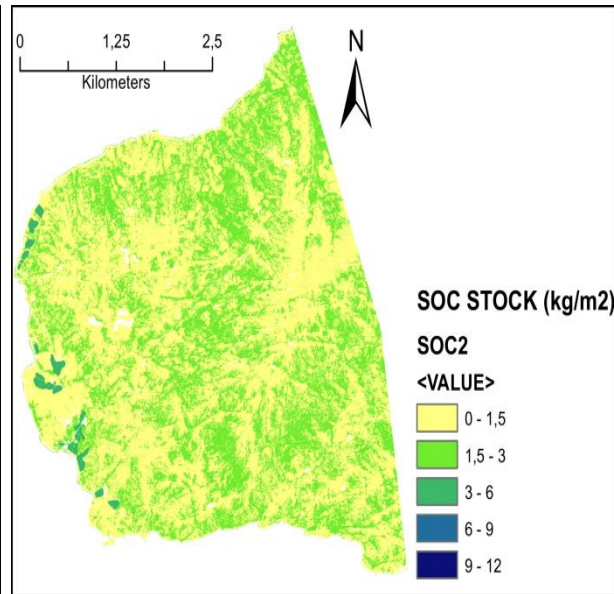 0 1,25 2,5
Kilometers
N
SOC STOCK (kg/m2)
SOC2
<VALUE>
0 - 1,5
1,5 - 3
3 - 6
6 - 9
9 - 12